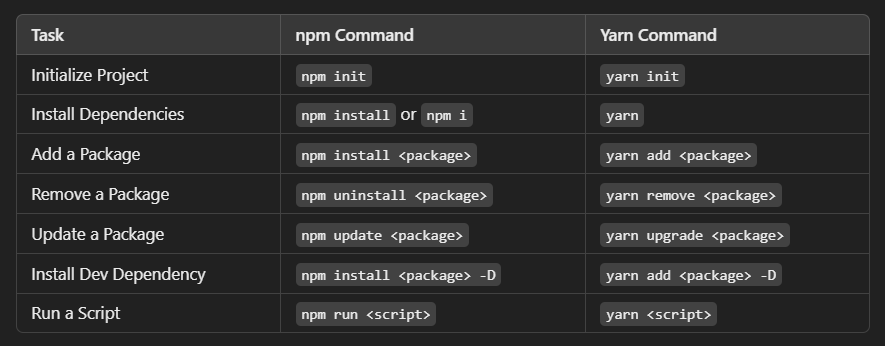 Task npm Command Yarn Command
Initialize Project npm init yarn init
Install Dependencies npm install or npm i yarn
Add a Package npm install <package> yarn add <package>
Remove a Package npm uninstall <package> yarn remove <package>
Update a Package npm update <package> yarn upgrade <package>
Install Dev Dependency npm install <package> -D yarn add <package> -D
Run a Script npm run <script> yarn <script>